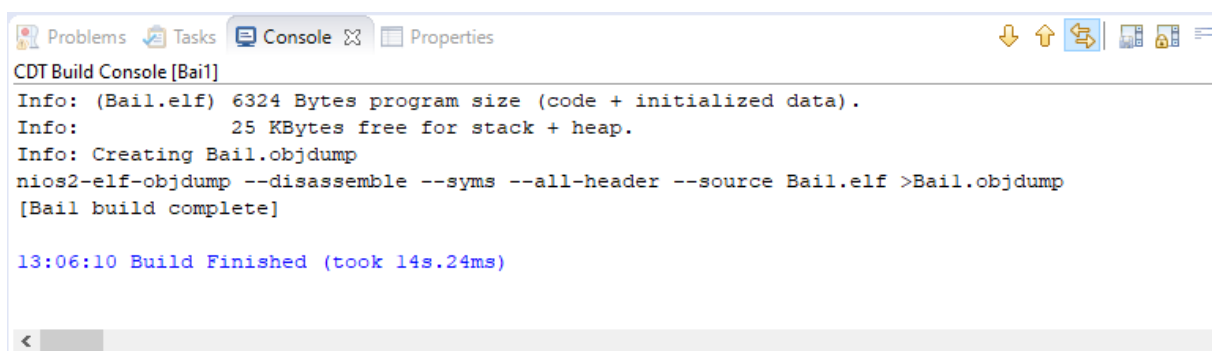 Problems Tasks Console Properties
CDT Build Console [Bai1]
Info: (Bai1.elf) 6324 Bytes program size (code + initialized data).
Info:              25 KBytes free for stack + heap.
Info: Creating Bai1.objdump
nios2-elf-objdump --disassemble --syms --all-header --source Bai1.elf >Bai1.objdump
[Bai1 build complete]
13:06:10 Build Finished (took 14s.24ms)